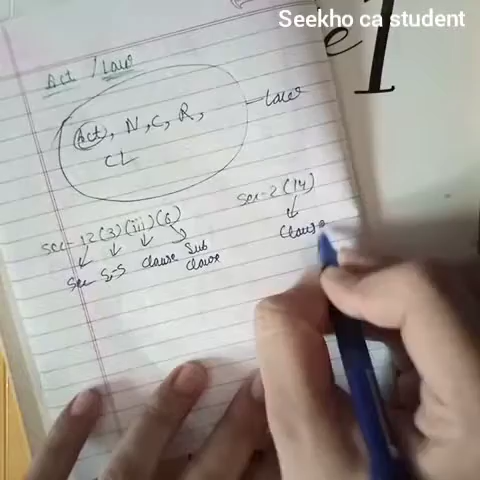 Seekho ca student
Act / Law
Act, N, C, R,
CL
Law
Sec-12(3)(iii)(6)
Sec S-S Clause Sub
Clause
Sec-2(14)
Clause
e